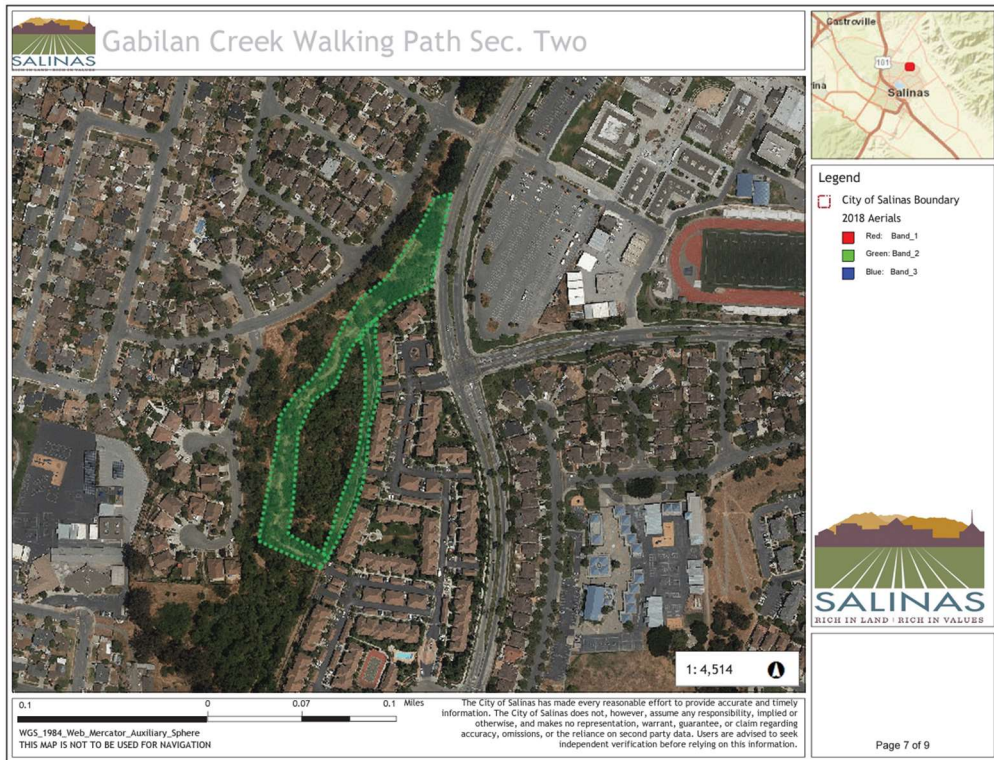 SALINAS
RICH IN LAND | RICH IN VALUES
Gabilan Creek Walking Path Sec. Two
Castroville
101
ina
Salinas
Legend
City of Salinas Boundary
2018 Aerials
Red: Band_1
Green: Band_2
Blue: Band_3
SALINAS
RICH IN LAND | RICH IN VALUES
1: 4,514
0.1 0 0.07 0.1 Miles
WGS_1984_Web_Mercator_Auxiliary_Sphere
THIS MAP IS NOT TO BE USED FOR NAVIGATION
The City of Salinas has made every reasonable effort to provide accurate and timely
information. The City of Salinas does not, however, assume any responsibility, implied or
otherwise, and makes no representation, warrant, guarantee, or claim regarding
accuracy, omissions, or the reliance on second party data. Users are advised to seek
independent verification before relying on this information.
Page 7 of 9